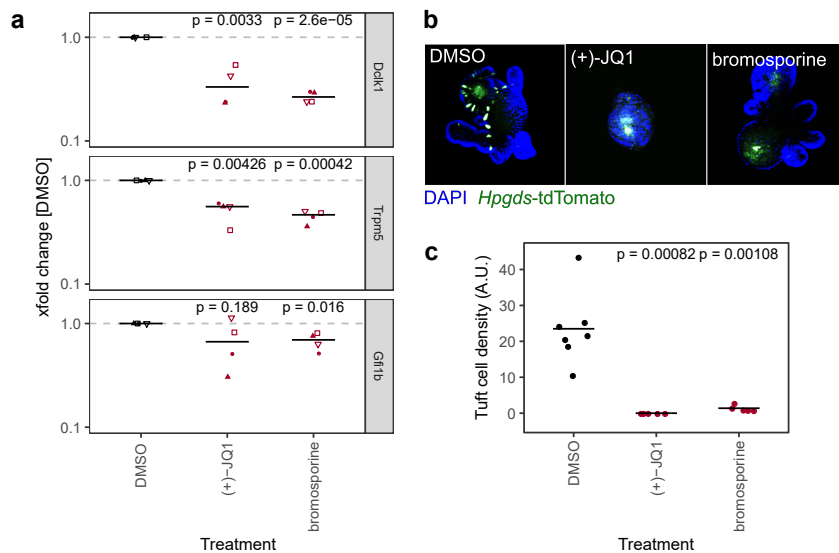 a
p = 0.0033 p = 2.6e−05
1.0
0.1
Dclk1
p = 0.00426 p = 0.00042
1.0
0.1
Trpm5
p = 0.189 p = 0.016
1.0
0.1
Gfi1b
xfold change [DMSO]
DMSO
(+)−JQ1
bromosporine
Treatment
b
DMSO
(+)-JQ1
bromosporine
DAPI Hpgds-tdTomato
c
p = 0.00082 p = 0.00108
40
30
20
10
0
Tuft cell density (A.U.)
DMSO
(+)−JQ1
bromosporine
Treatment